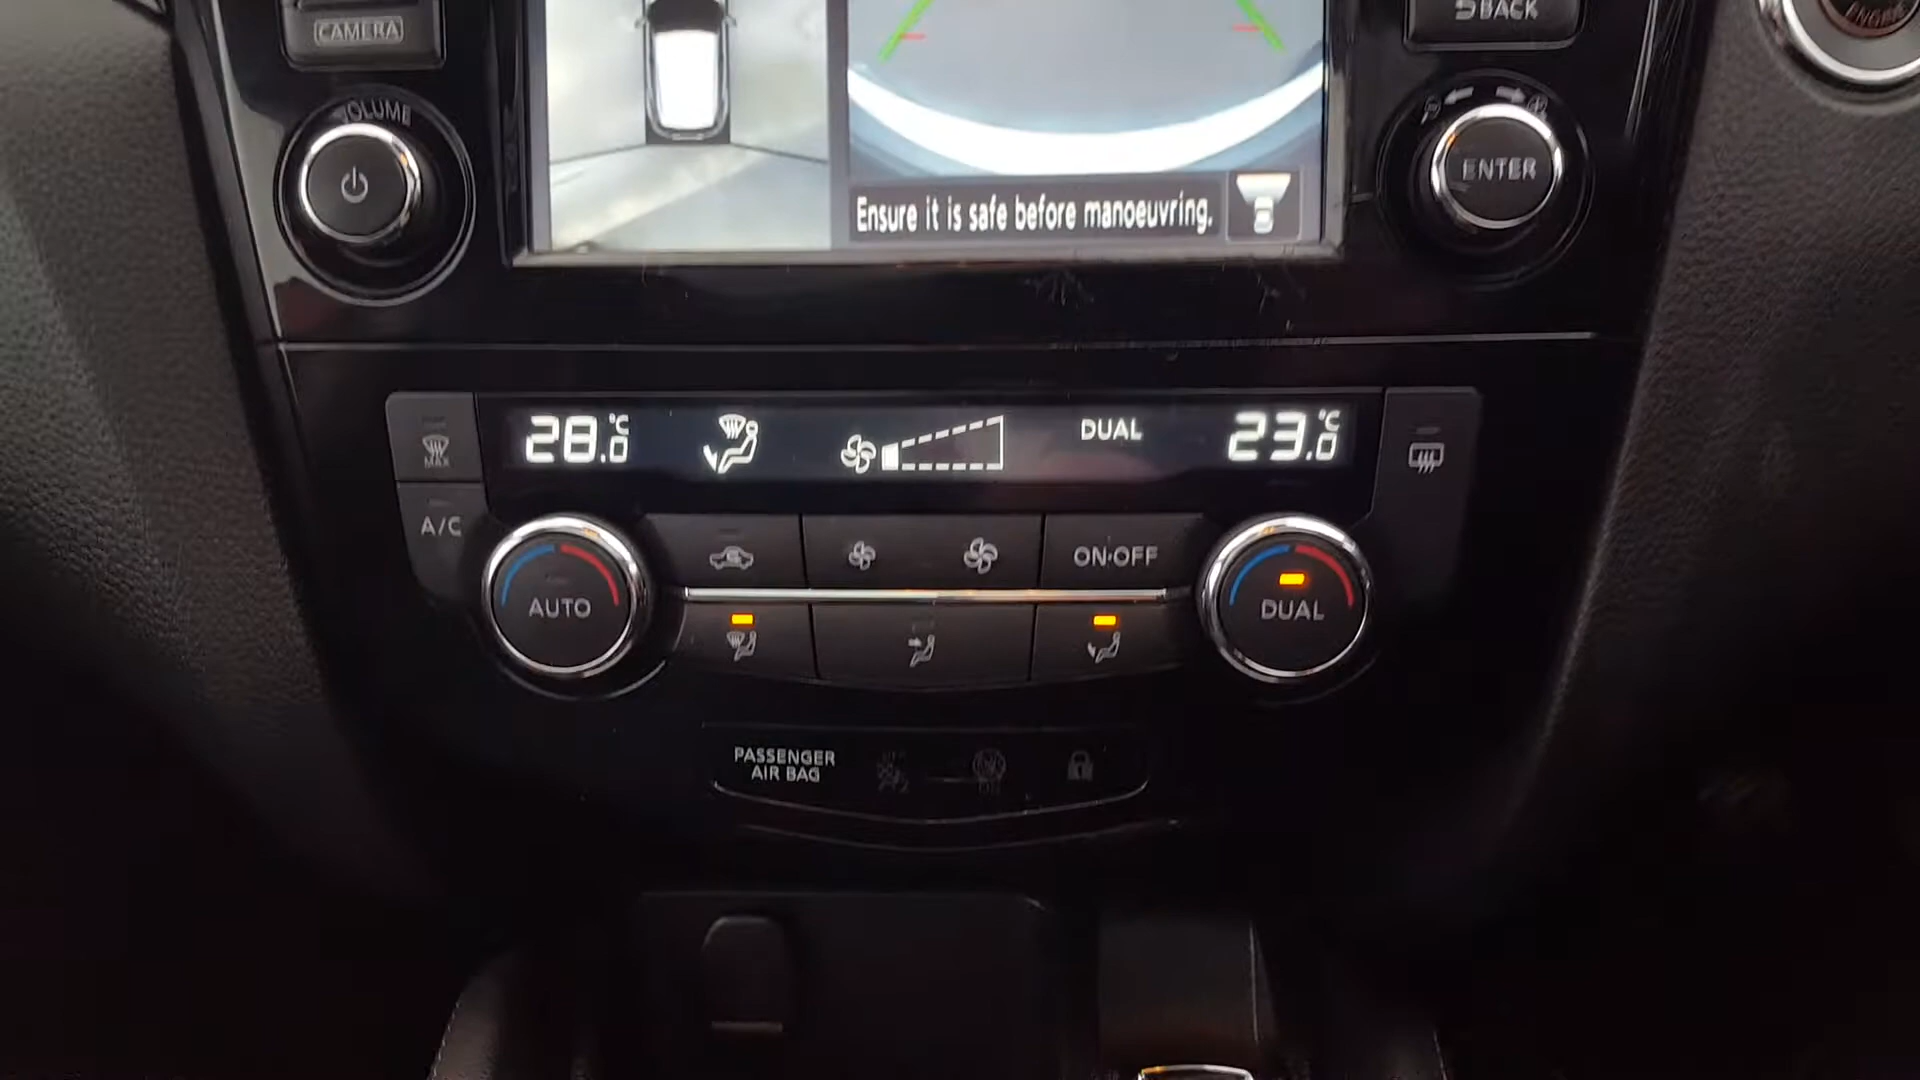 CAMERA
BACK
ENGINE
VOLUME
ENTER
Ensure it is safe before manoeuvring.
28.0 °C
DUAL
23.0 °C
MAX
A/C
ON·OFF
AUTO
DUAL
PASSENGER
AIR BAG